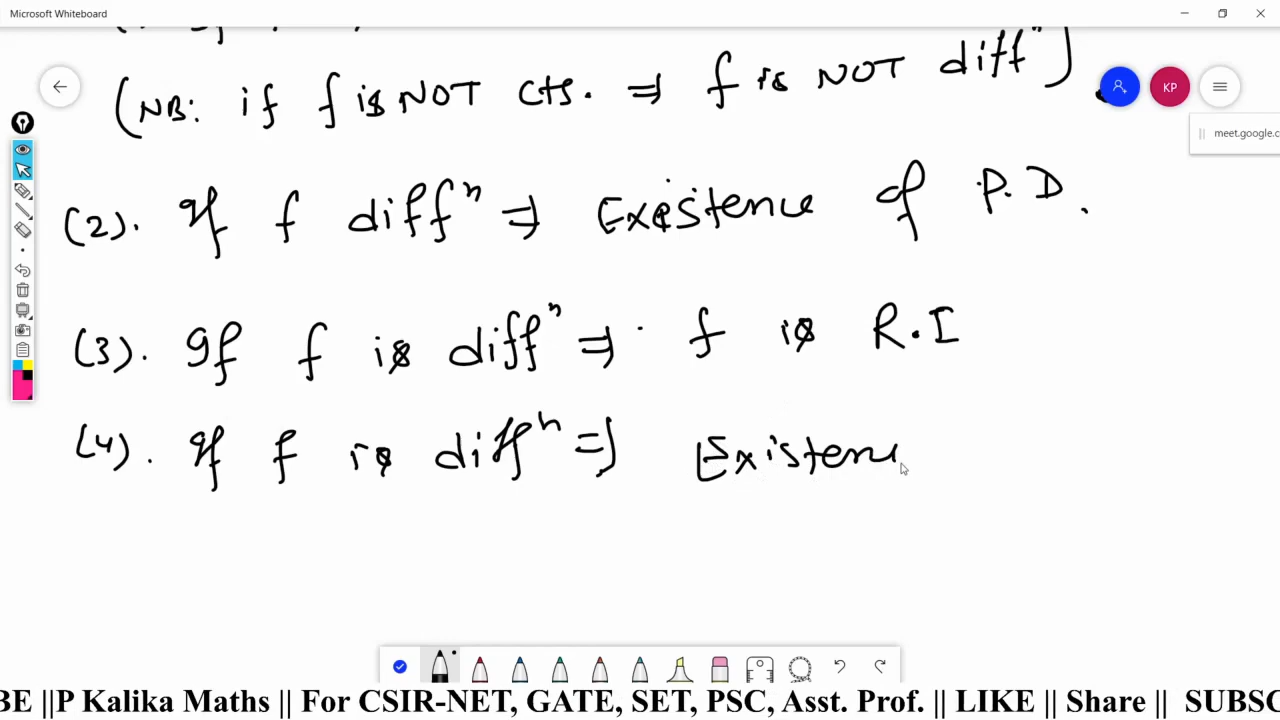 Microsoft Whiteboard
(NB: if f is NOT cts. ⇒ f is NOT diffⁿ)
KP
meet.google.c
(2). If f diffⁿ ⇒ Existence of P.D.
(3). If f is diffⁿ ⇒ f is R.I
(4). If f is diffⁿ ⇒ Existenc
BE ||P Kalika Maths || For CSIR-NET, GATE, SET, PSC, Asst. Prof. || LIKE || Share || SUBSC